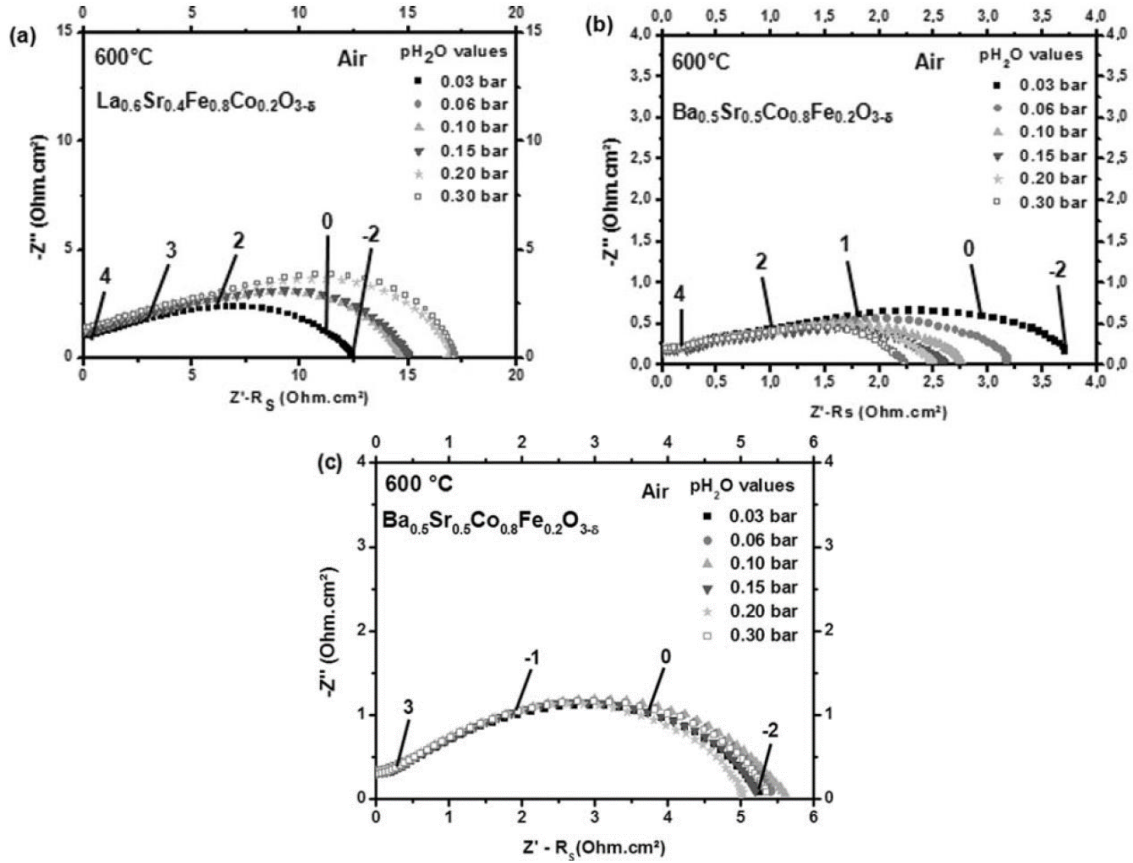 (a)
0 5 10 15 20
15
10
5
0
15
10
5
0
600°C
Air
La0.6Sr0.4Fe0.8Co0.2O3-δ
pH2O values
0.03 bar
0.06 bar
0.10 bar
0.15 bar
0.20 bar
0.30 bar
4 3 2 0 -2
-Z" (Ohm.cm²)
0 5 10 15 20
Z'-RS (Ohm.cm²)
(b)
0,0 0,5 1,0 1,5 2,0 2,5 3,0 3,5 4,0
4,0
3,5
3,0
2,5
2,0
1,5
1,0
0,5
0,0
4,0
3,5
3,0
2,5
2,0
1,5
1,0
0,5
0,0
600°C
Air
Ba0.5Sr0.5Co0.8Fe0.2O3-δ
pH2O values
0.03 bar
0.06 bar
0.10 bar
0.15 bar
0.20 bar
0.30 bar
4 2 1 0 -2
-Z" (Ohm.cm²)
0,0 0,5 1,0 1,5 2,0 2,5 3,0 3,5 4,0
Z'-Rs (Ohm.cm²)
(c)
0 1 2 3 4 5 6
4
3
2
1
0
4
3
2
1
0
600 °C
Air
Ba0.5Sr0.5Co0.8Fe0.2O3-δ
pH2O values
0.03 bar
0.06 bar
0.10 bar
0.15 bar
0.20 bar
0.30 bar
3 -1 0 -2
-Z" (Ohm.cm²)
0 1 2 3 4 5 6
Z' - Rs(Ohm.cm²)